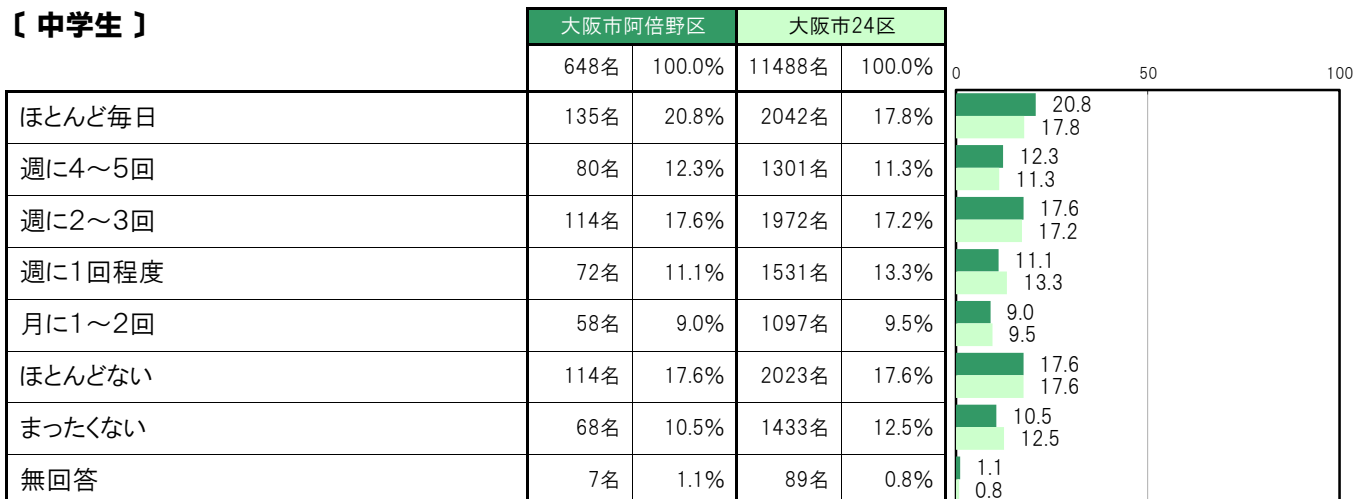 〔 中学生 〕
大阪市阿倍野区 大阪市24区
648名 100.0% 11488名 100.0% 0 50 100
ほとんど毎日 135名 20.8% 2042名 17.8% 20.8
17.8
週に4～5回 80名 12.3% 1301名 11.3% 12.3
11.3
週に2～3回 114名 17.6% 1972名 17.2% 17.6
17.2
週に1回程度 72名 11.1% 1531名 13.3% 11.1
13.3
月に1～2回 58名 9.0% 1097名 9.5% 9.0
9.5
ほとんどない 114名 17.6% 2023名 17.6% 17.6
17.6
まったくない 68名 10.5% 1433名 12.5% 10.5
12.5
無回答 7名 1.1% 89名 0.8% 1.1
0.8